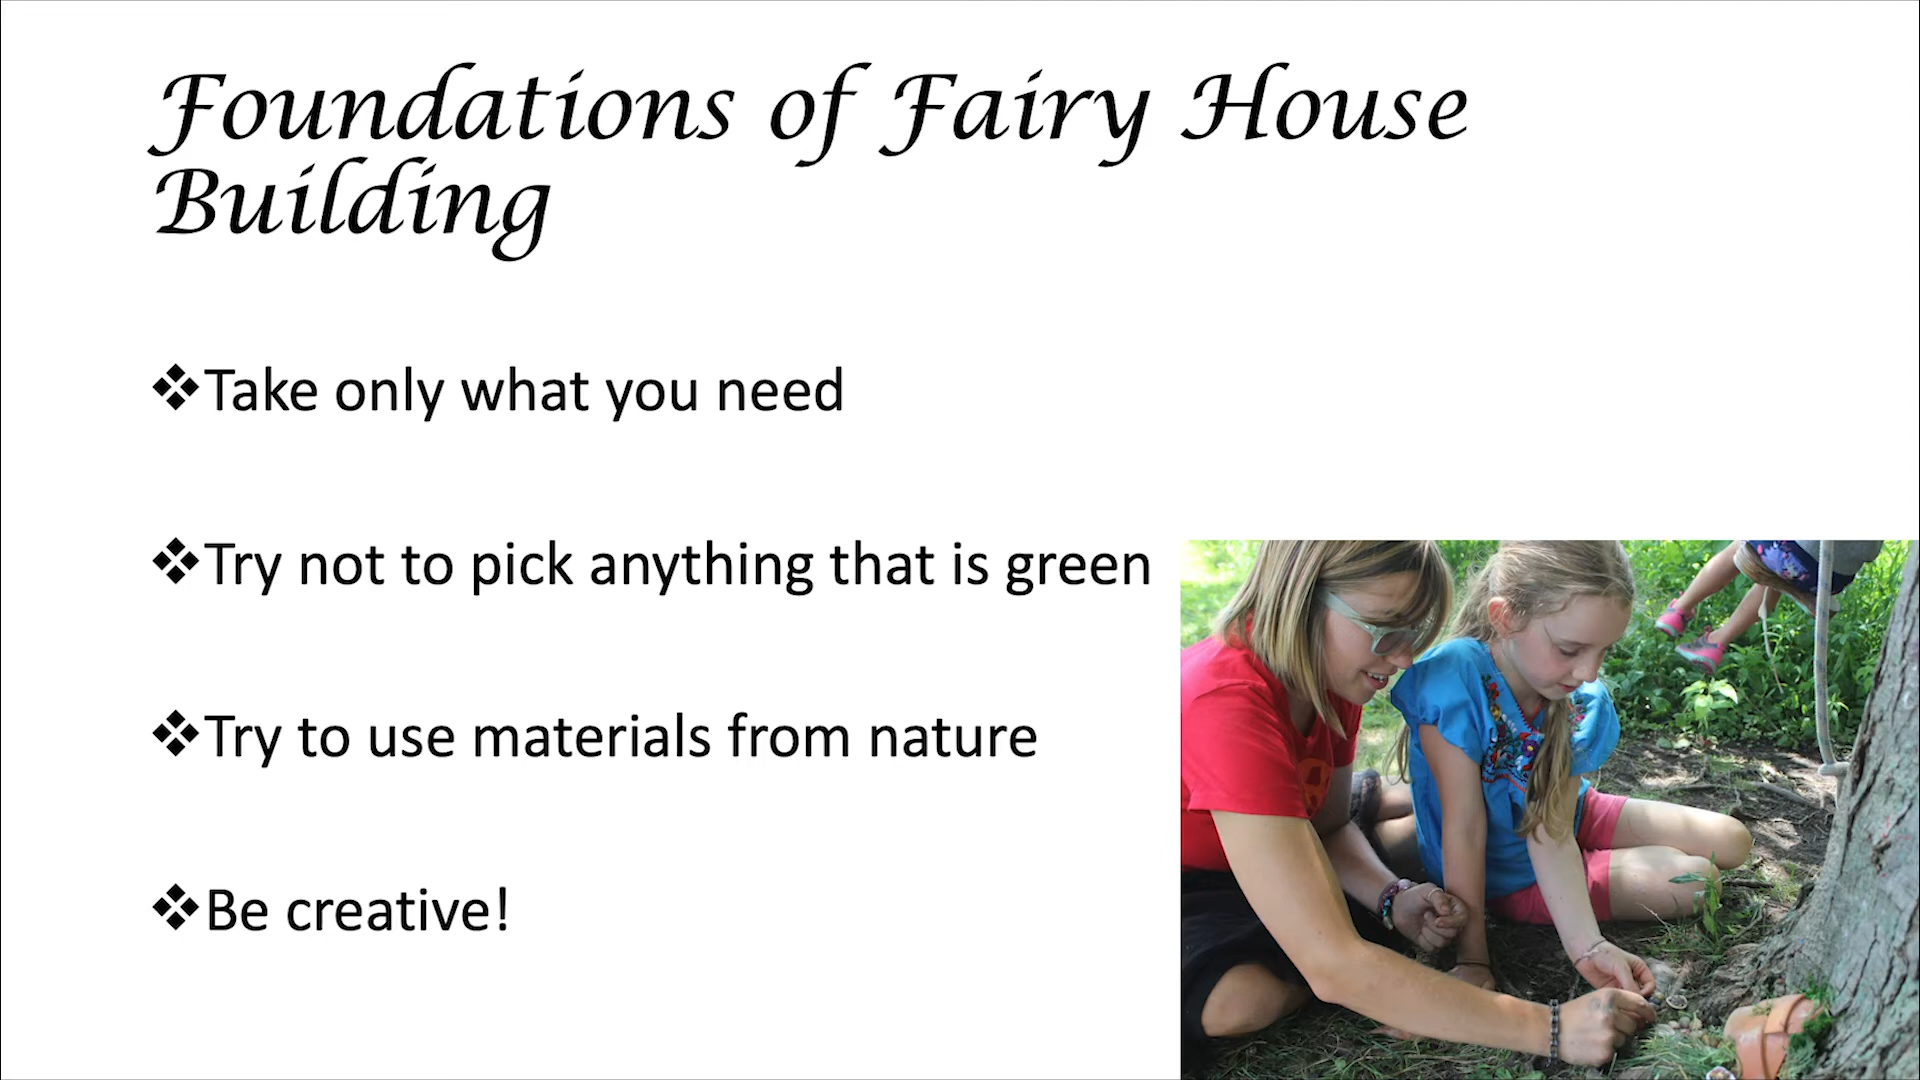 Foundations of Fairy House
Building
❖Take only what you need
❖Try not to pick anything that is green
❖Try to use materials from nature
❖Be creative!